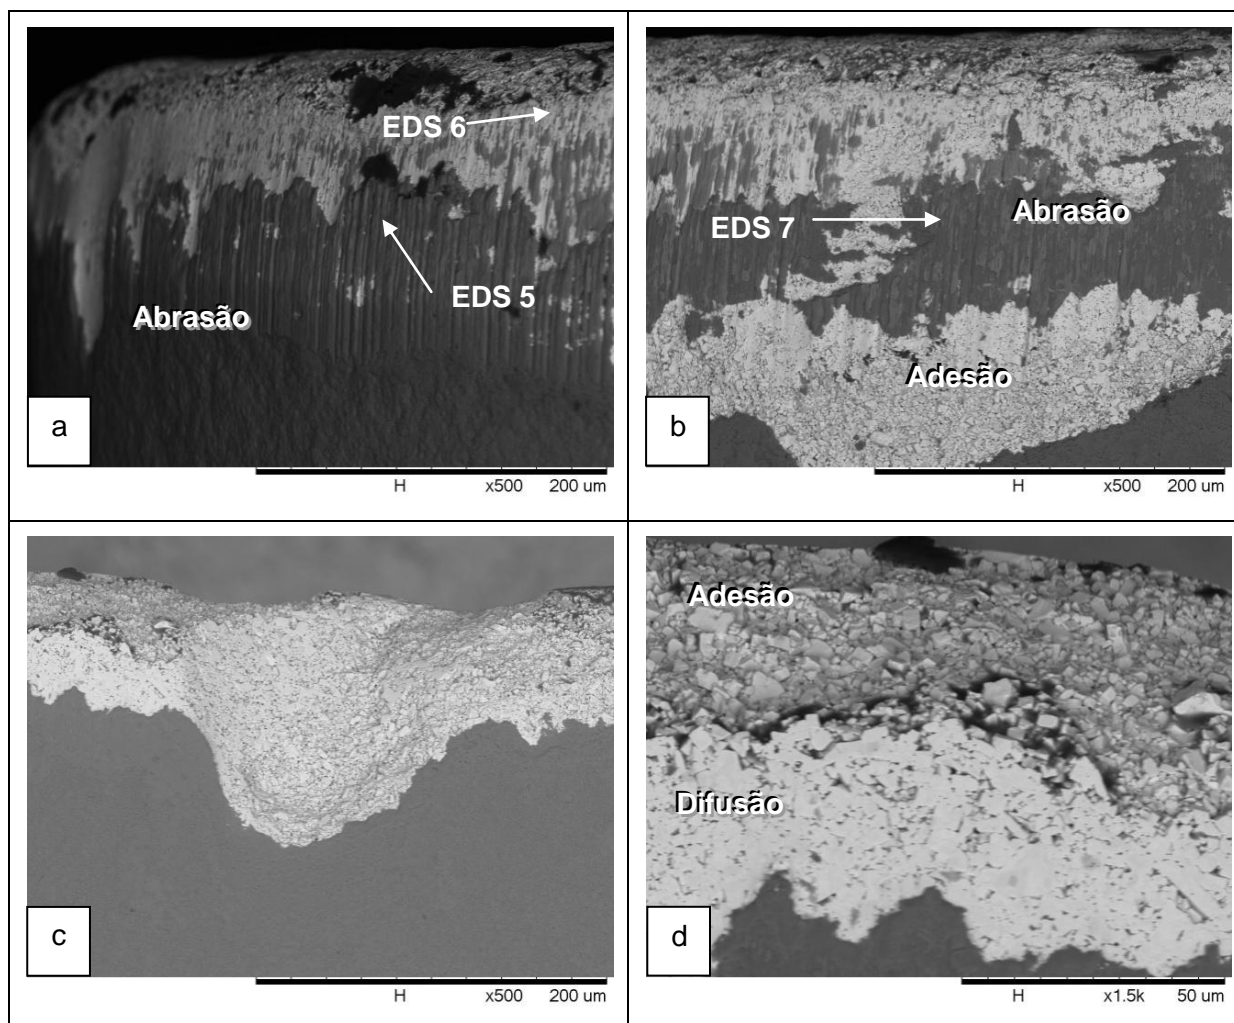 EDS 6
EDS 5
Abrasão
a
H x500 200 um
Abrasão
EDS 7
Adesão
b
H x500 200 um
c
H x500 200 um
Adesão
Difusão
d
H x1.5k 50 um